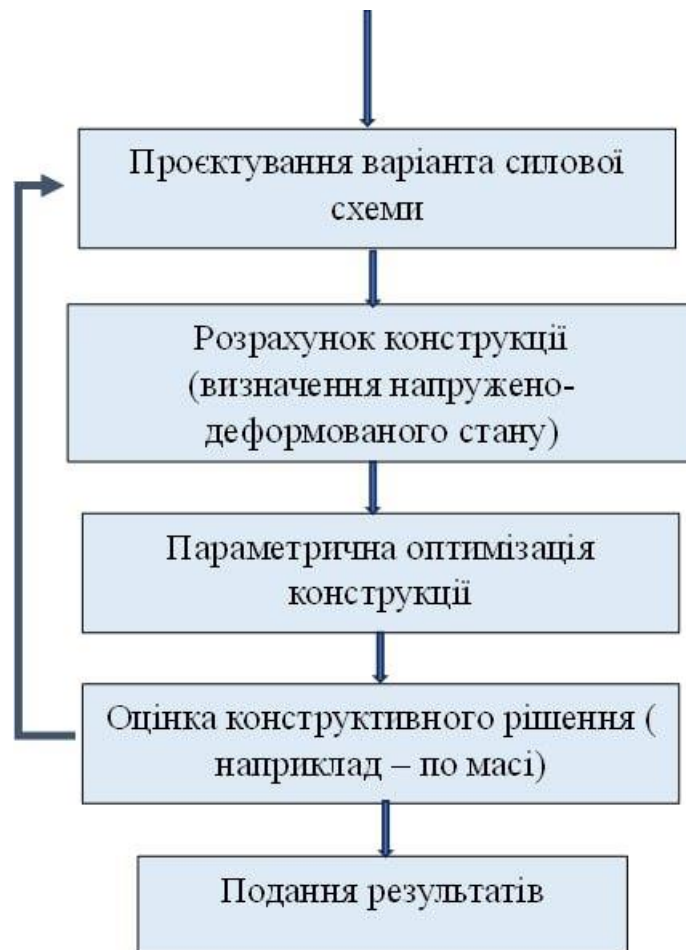 Проєктування варіанта силової
схеми
Розрахунок конструкції
(визначення напружено-
деформованого стану)
Параметрична оптимізація
конструкції
Оцінка конструктивного рішення (
наприклад – по масі)
Подання результатів